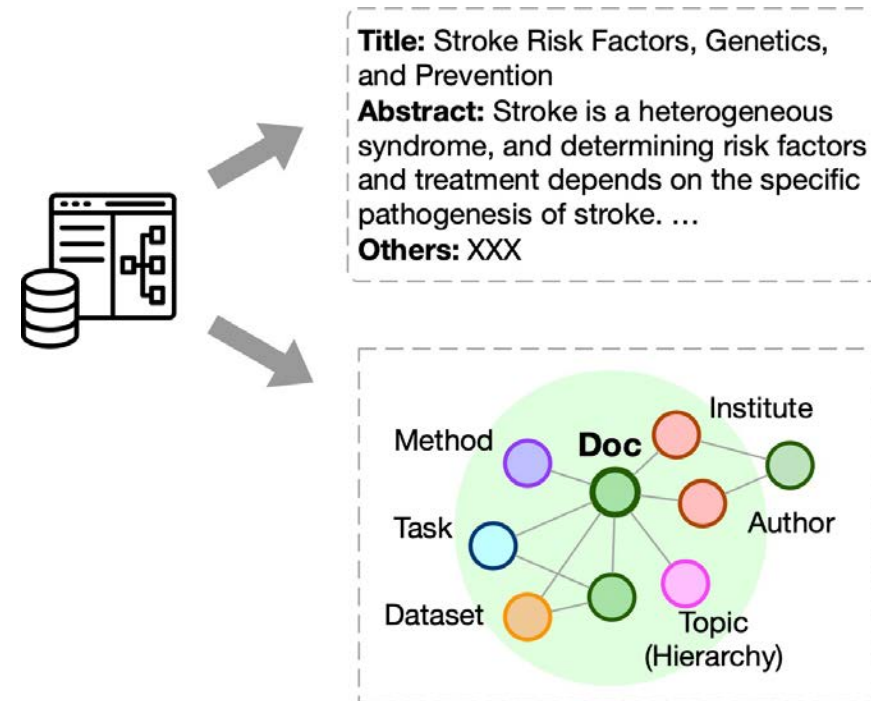 Title: Stroke Risk Factors, Genetics,
and Prevention
Abstract: Stroke is a heterogeneous
syndrome, and determining risk factors
and treatment depends on the specific
pathogenesis of stroke. ...
Others: XXX
Institute
Method
Doc
Task
Author
Dataset
Topic
(Hierarchy)